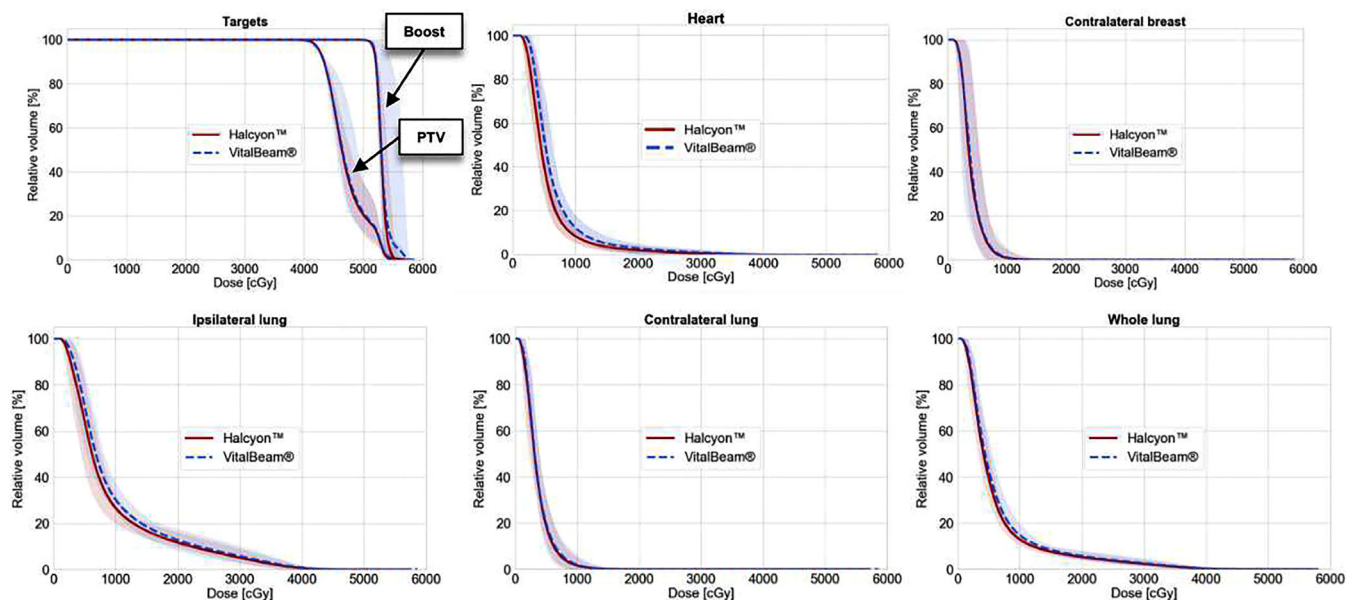 Targets
Relative volume [%]
100
80
60
40
20
0
Boost
PTV
Halcyon™
VitalBeam®
0
1000
2000
3000
4000
5000
6000
Dose [cGy]
Heart
Relative volume [%]
100
80
60
40
20
0
Halcyon™
VitalBeam®
0
1000
2000
3000
4000
5000
6000
Dose [cGy]
Contralateral breast
Relative volume [%]
100
80
60
40
20
0
Halcyon™
VitalBeam®
0
1000
2000
3000
4000
5000
6000
Dose [cGy]
Ipsilateral lung
Relative volume [%]
100
80
60
40
20
0
Halcyon™
VitalBeam®
0
1000
2000
3000
4000
5000
6000
Dose [cGy]
Contralateral lung
Relative volume [%]
100
80
60
40
20
0
Halcyon™
VitalBeam®
0
1000
2000
3000
4000
5000
6000
Dose [cGy]
Whole lung
Relative volume [%]
100
80
60
40
20
0
Halcyon™
VitalBeam®
0
1000
2000
3000
4000
5000
6000
Dose [cGy]